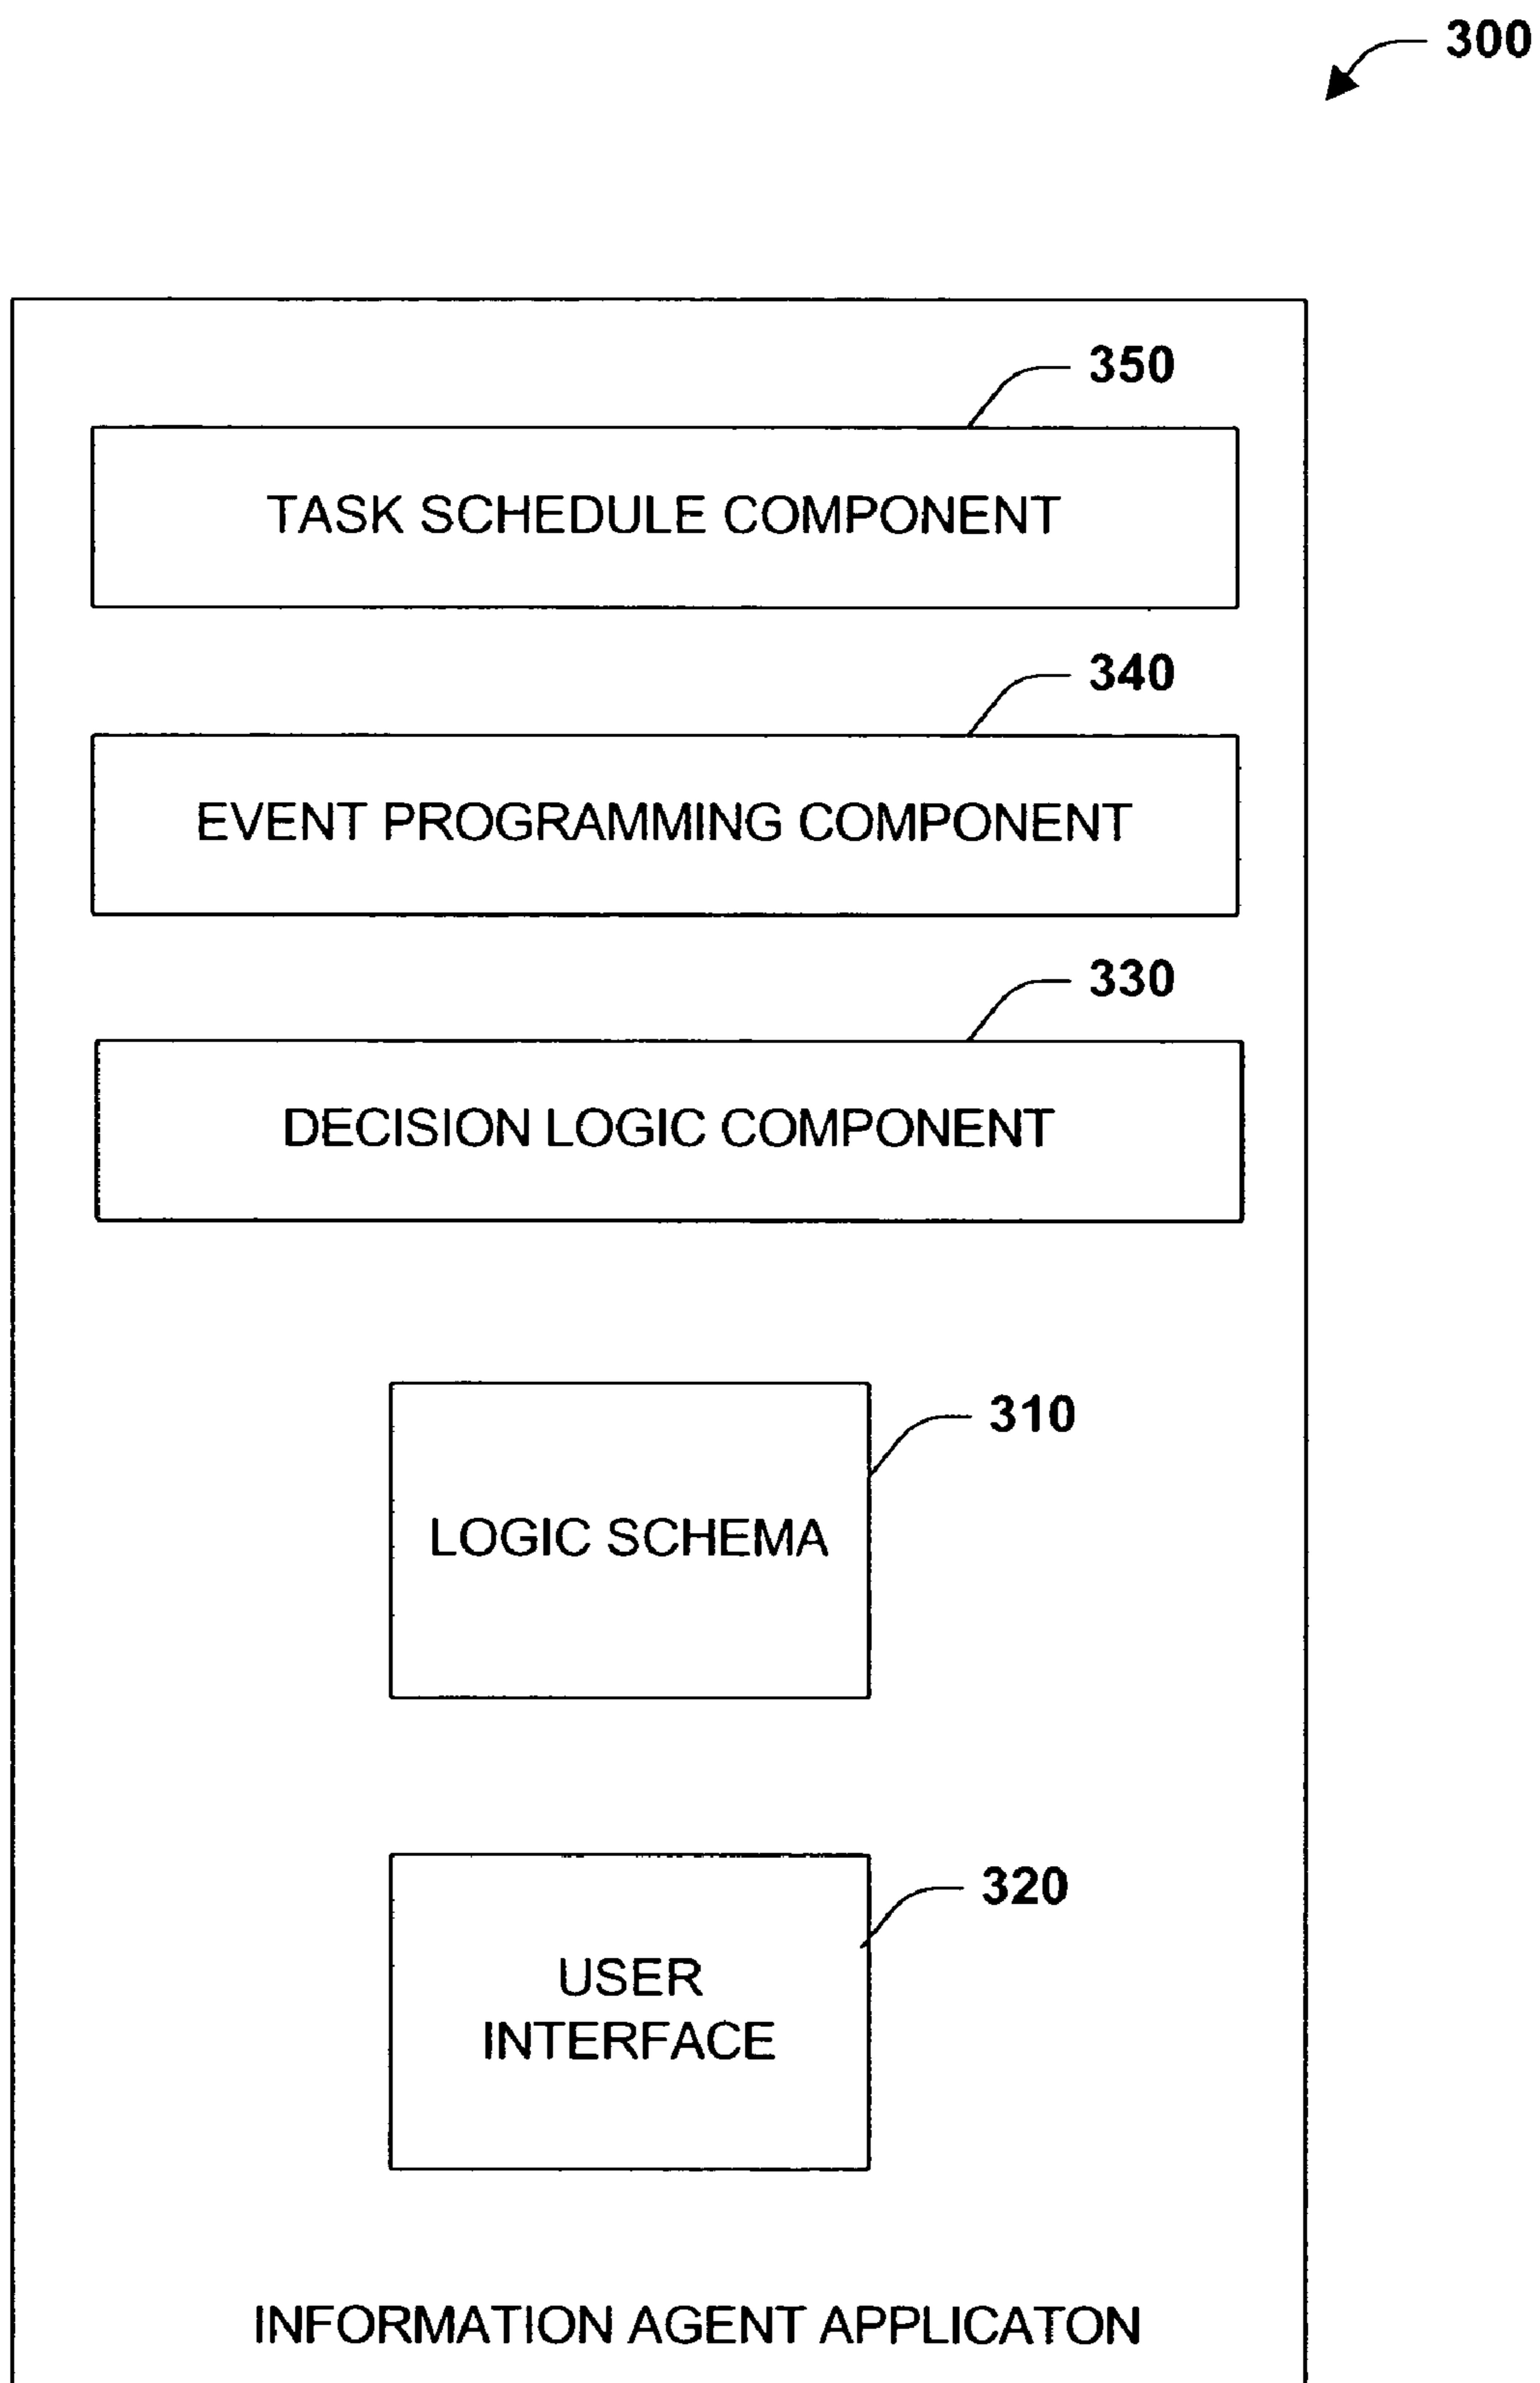 300
350
TASK SCHEDULE COMPONENT
340
EVENT PROGRAMMING COMPONENT
330
DECISION LOGIC COMPONENT
310
LOGIC SCHEMA
320
USER
INTERFACE
INFORMATION AGENT APPLICATON